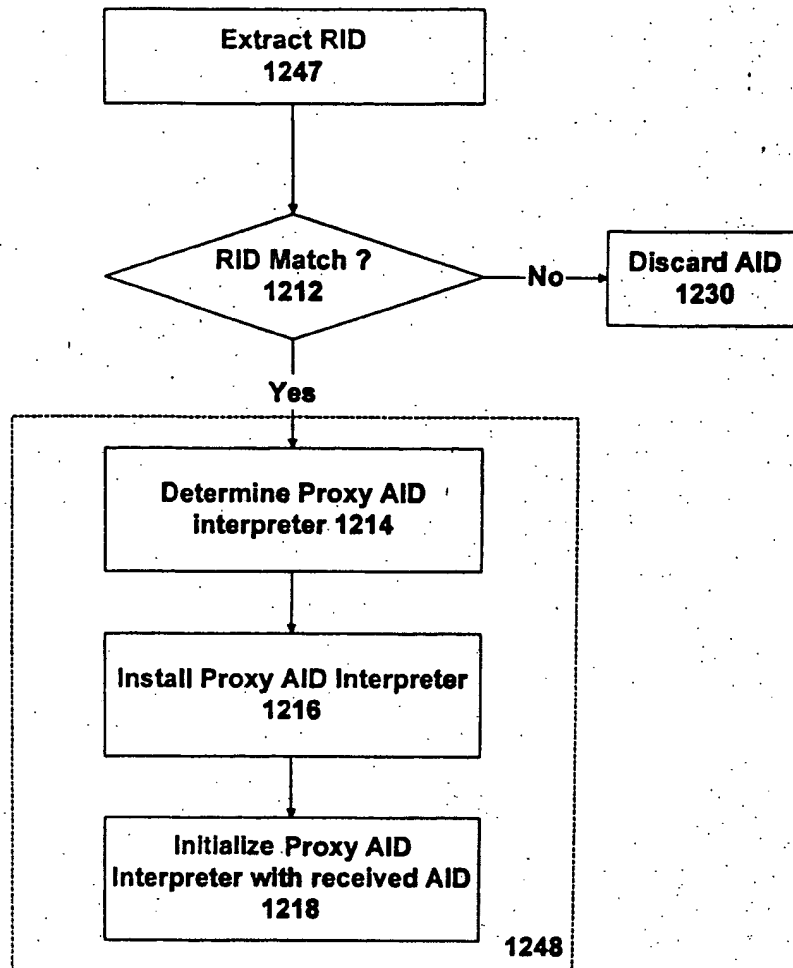 Extract RID
1247
RID Match ?
1212
No
Discard AID
1230
Yes
Determine Proxy AID
interpreter 1214
Install Proxy AID Interpreter
1216
Initialize Proxy AID
Interpreter with received AID
1218
1248